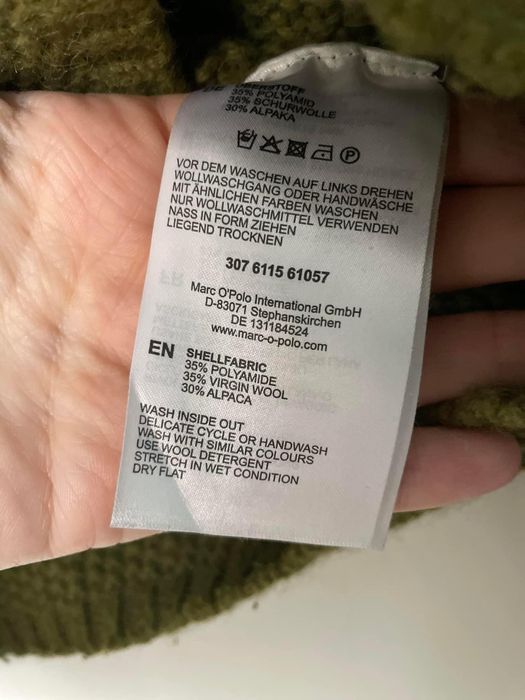 DE OBERSTOFF
35% POLYAMID
35% SCHURWOLLE
30% ALPAKA
P
VOR DEM WASCHEN AUF LINKS DREHEN
WOLLWASCHGANG ODER HANDWÄSCHE
MIT ÄHNLICHEN FARBEN WASCHEN
NUR WOLLWASCHMITTEL VERWENDEN
NASS IN FORM ZIEHEN
LIEGEND TROCKNEN
307 6115 61057
Marc O'Polo International GmbH
D-83071 Stephanskirchen
DE 131184524
www.marc-o-polo.com
EN SHELLFABRIC
35% POLYAMIDE
35% VIRGIN WOOL
30% ALPACA
WASH INSIDE OUT
DELICATE CYCLE OR HANDWASH
WASH WITH SIMILAR COLOURS
USE WOOL DETERGENT
STRETCH IN WET CONDITION
DRY FLAT